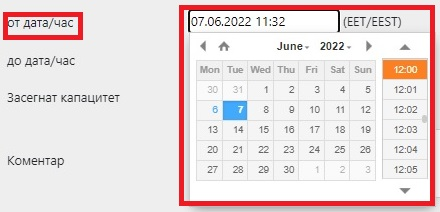 от дата/час 07.06.2022 11:32 (EET/EEST)
June 2022
Mon Tue Wed Thu Fri Sat Sun
30 31 1 2 3 4 5
6 7 8 9 10 11 12
13 14 15 16 17 18 19
20 21 22 23 24 25 26
27 28 29 30 1 2 3
12:00
12:01
12:02
12:03
12:04
12:05
до дата/час
Засегнат капацитет
Коментар